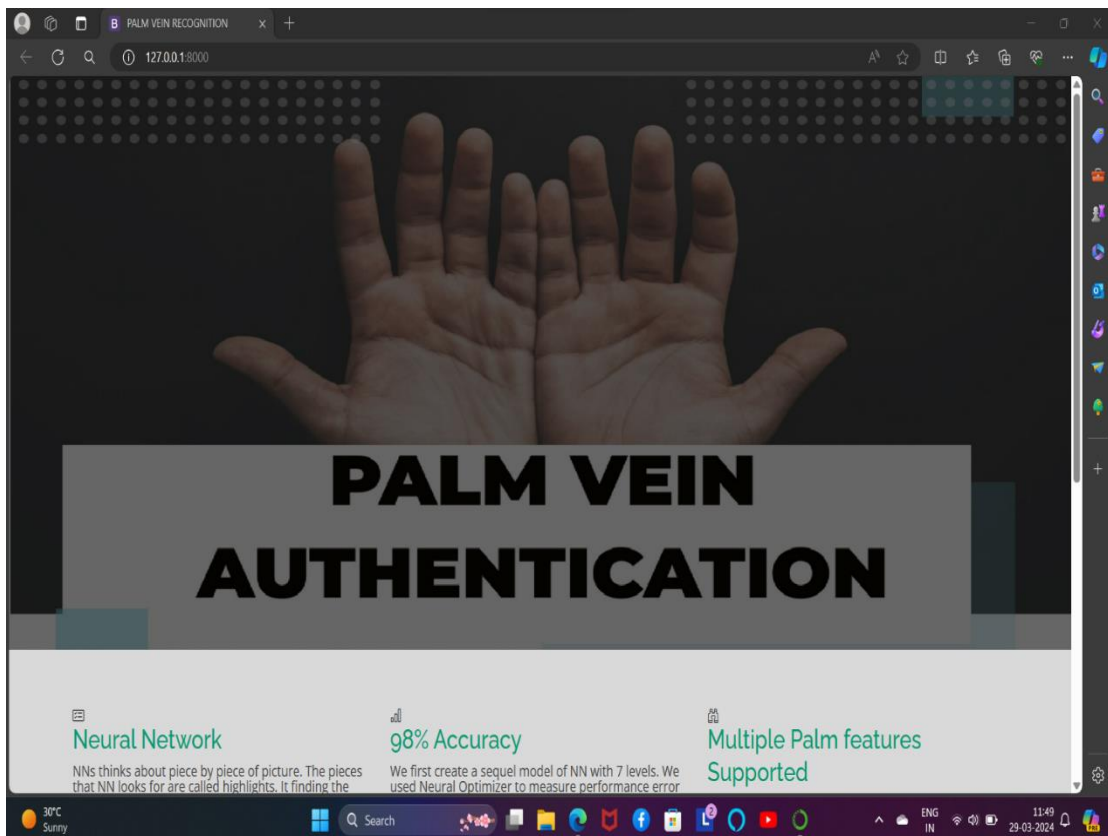 PALM VEIN RECOGNITION
127.0.0.1:8000
PALM VEIN
AUTHENTICATION
Neural Network
NNs thinks about piece by piece of picture. The pieces
that NN looks for are called highlights. It finding the
98% Accuracy
We first create a sequel model of NN with 7 levels. We
used Neural Optimizer to measure performance error
Multiple Palm features
Supported
30°C
Sunny
Search
ENG
IN
11:49
29-03-2024